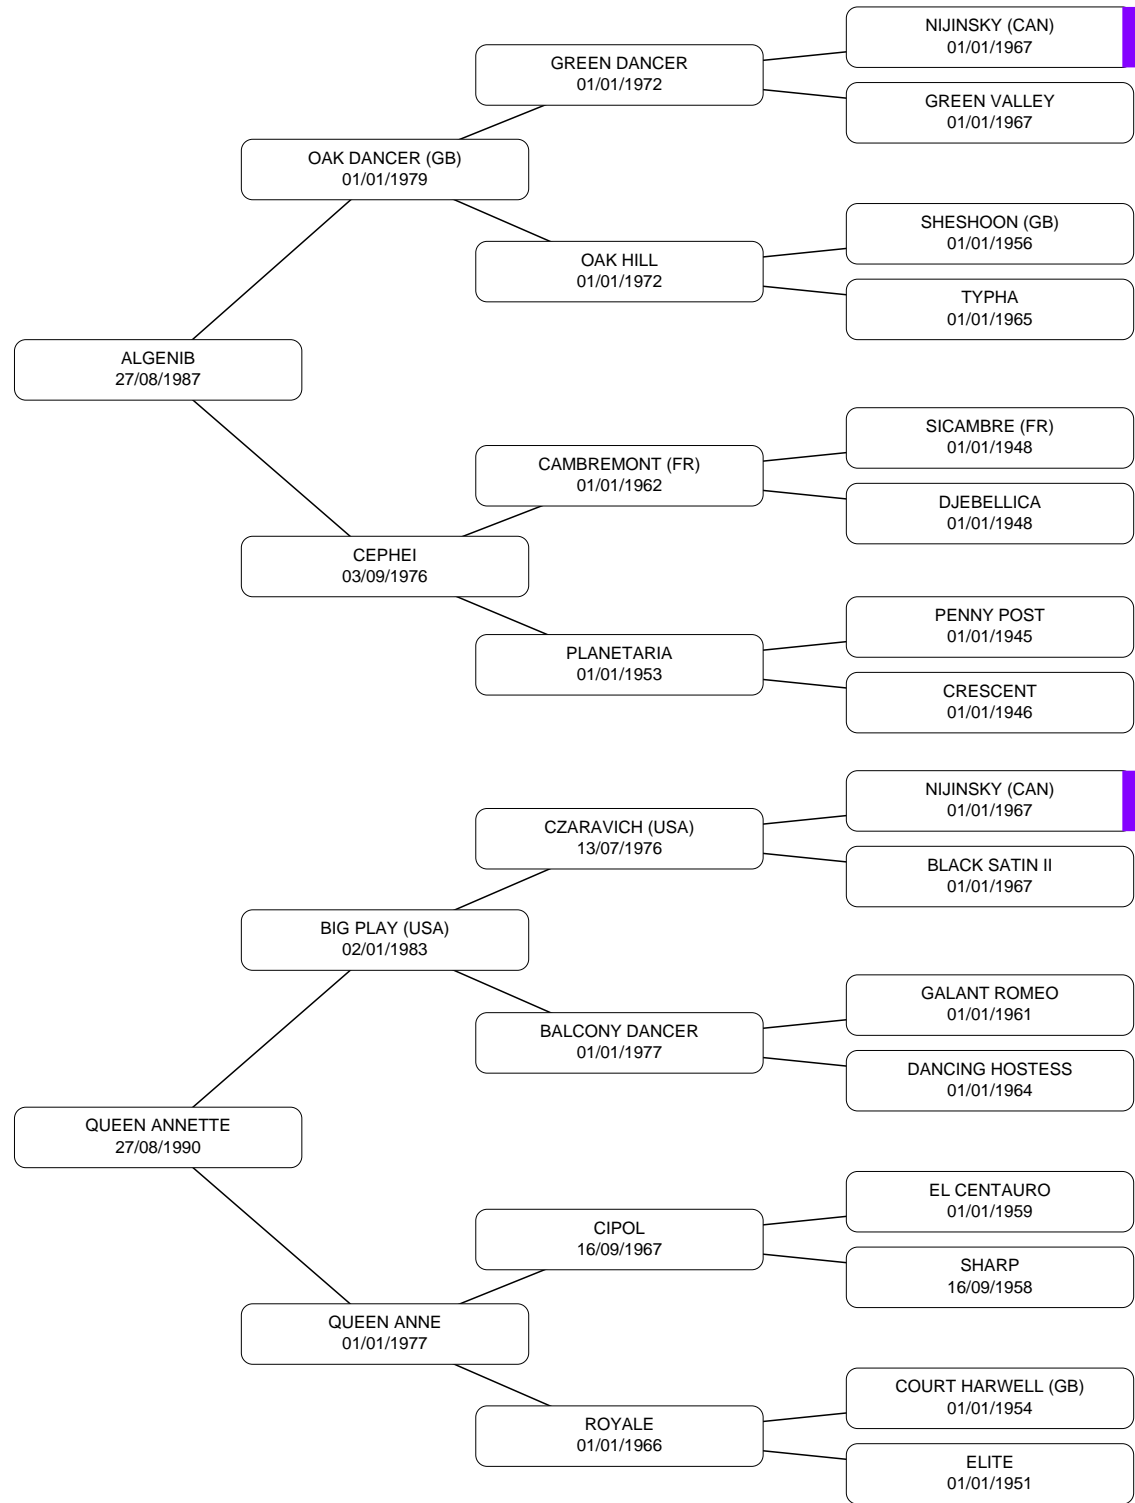 NIJINSKY (CAN)
01/01/1967
GREEN DANCER
01/01/1972
GREEN VALLEY
01/01/1967
OAK DANCER (GB)
01/01/1979
SHESHOON (GB)
01/01/1956
OAK HILL
01/01/1972
TYPHA
01/01/1965
ALGENIB
27/08/1987
SICAMBRE (FR)
01/01/1948
CAMBREMONT (FR)
01/01/1962
DJEBELLICA
01/01/1948
CEPHEI
03/09/1976
PENNY POST
01/01/1945
PLANETARIA
01/01/1953
CRESCENT
01/01/1946
NIJINSKY (CAN)
01/01/1967
CZARAVICH (USA)
13/07/1976
BLACK SATIN II
01/01/1967
BIG PLAY (USA)
02/01/1983
GALANT ROMEO
01/01/1961
BALCONY DANCER
01/01/1977
DANCING HOSTESS
01/01/1964
QUEEN ANNETTE
27/08/1990
EL CENTAURO
01/01/1959
CIPOL
16/09/1967
SHARP
16/09/1958
QUEEN ANNE
01/01/1977
COURT HARWELL (GB)
01/01/1954
ROYALE
01/01/1966
ELITE
01/01/1951